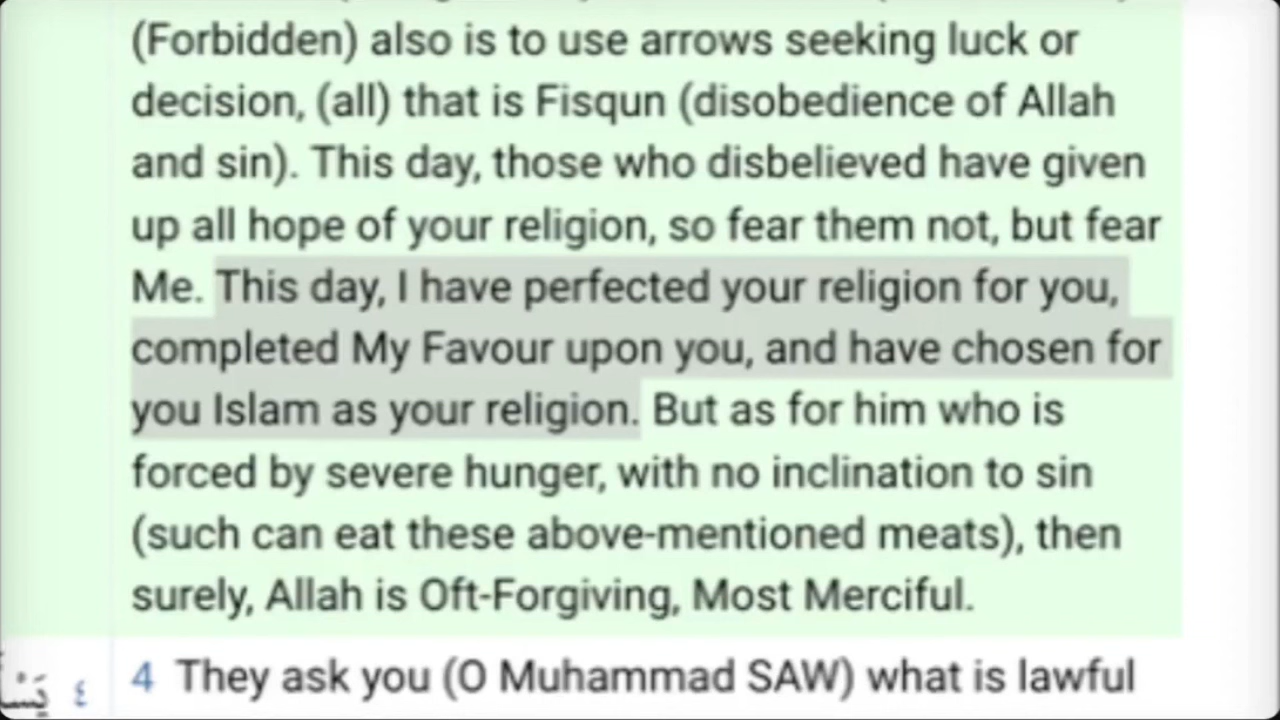 (Forbidden) also is to use arrows seeking luck or
decision, (all) that is Fisqun (disobedience of Allah
and sin). This day, those who disbelieved have given
up all hope of your religion, so fear them not, but fear
Me. This day, I have perfected your religion for you,
completed My Favour upon you, and have chosen for
you Islam as your religion. But as for him who is
forced by severe hunger, with no inclination to sin
(such can eat these above-mentioned meats), then
surely, Allah is Oft-Forgiving, Most Merciful.
٤ 4 They ask you (O Muhammad SAW) what is lawful